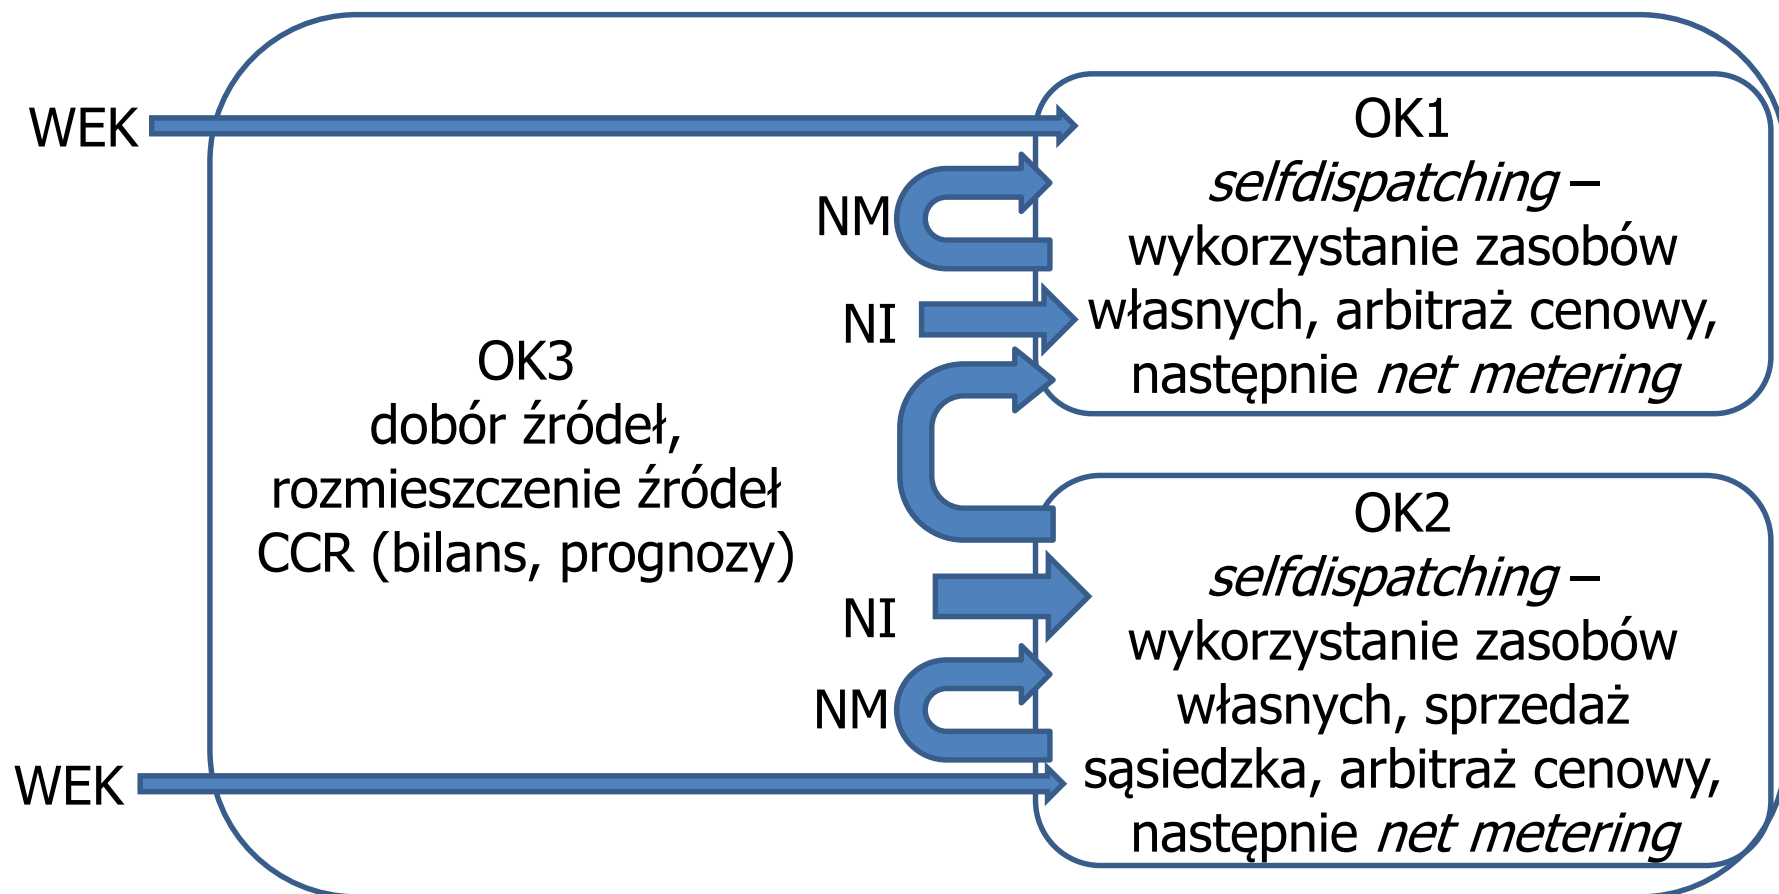 WEK
OK1
selfdispatching –
wykorzystanie zasobów
własnych, arbitraż cenowy,
następnie net metering
NM
NI
OK3
dobór źródeł,
rozmieszczenie źródeł
CCR (bilans, prognozy)
OK2
selfdispatching –
wykorzystanie zasobów
własnych, sprzedaż
sąsiedzka, arbitraż cenowy,
następnie net metering
NI
NM
WEK